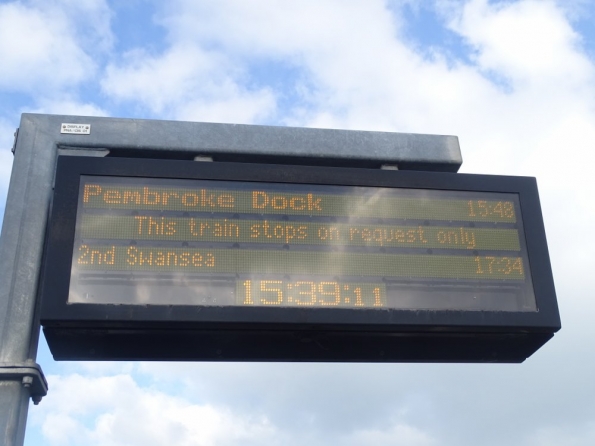 Pembroke Dock 15:48
This train stops on request only
2nd Swansea 17:34
15:39:11